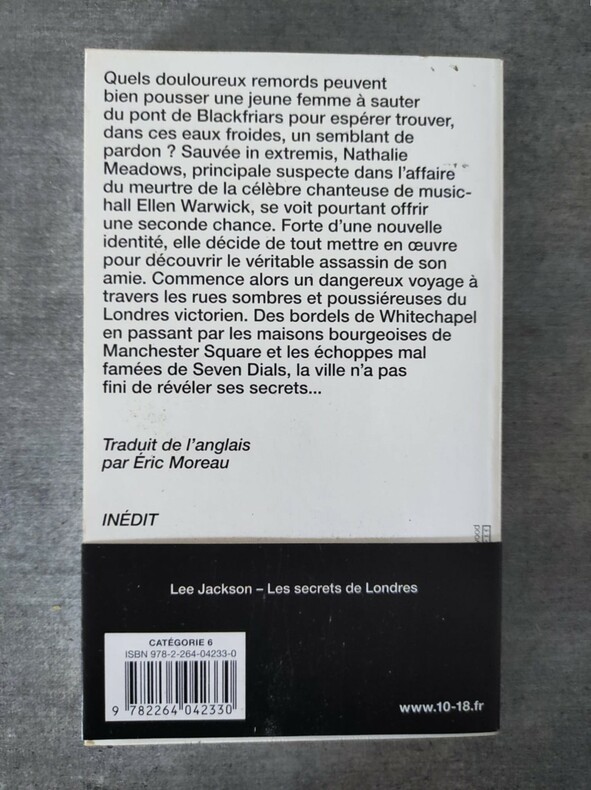 Quels douloureux remords peuvent
bien pousser une jeune femme à sauter
du pont de Blackfriars pour espérer trouver,
dans ces eaux froides, un semblant de
pardon ? Sauvée in extremis, Nathalie
Meadows, principale suspecte dans l'affaire
du meurtre de la célèbre chanteuse de music-
hall Ellen Warwick, se voit pourtant offrir
une seconde chance. Forte d'une nouvelle
identité, elle décide de tout mettre en œuvre
pour découvrir le véritable assassin de son
amie. Commence alors un dangereux voyage à
travers les rues sombres et poussiéreuses du
Londres victorien. Des bordels de Whitechapel
en passant par les maisons bourgeoises de
Manchester Square et les échoppes mal
famées de Seven Dials, la ville n'a pas
fini de révéler ses secrets...
Traduit de l'anglais
par Éric Moreau
INÉDIT
Lee Jackson – Les secrets de Londres
CATÉGORIE 6
ISBN 978-2-264-04233-0
9 782264 042330
www.10-18.fr